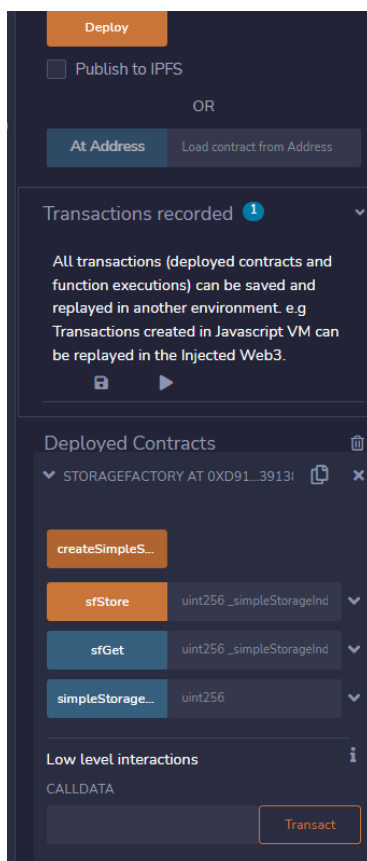 Deploy
Publish to IPFS
OR
At Address Load contract from Address
Transactions recorded 1
All transactions (deployed contracts and
function executions) can be saved and
replayed in another environment. e.g
Transactions created in Javascript VM can
be replayed in the Injected Web3.
Deployed Contracts
STORAGEFACTORY AT 0XD91...39138
createSimpleS...
sfStore uint256 _simpleStorageInd
sfGet uint256 _simpleStorageInd
simpleStorage... uint256
Low level interactions
CALLDATA
Transact